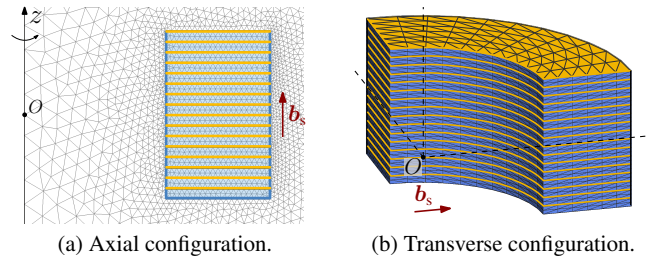 z
O
b_s
(a) Axial configuration.
O
b_s
(b) Transverse configuration.